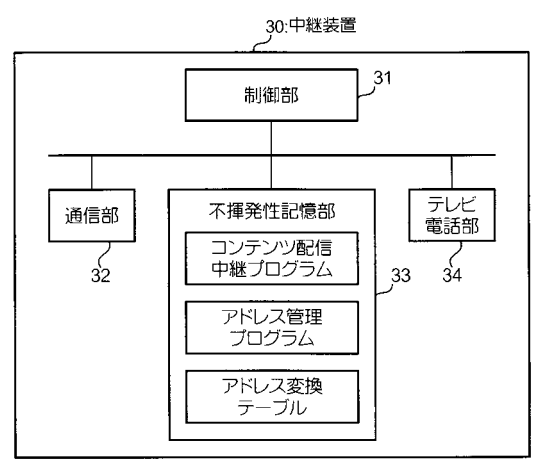 30:中継装置
制御部
31
通信部
32
不揮発性記憶部
コンテンツ配信
中継プログラム
アドレス管理
プログラム
アドレス変換
テーブル
33
テレビ
電話部
34